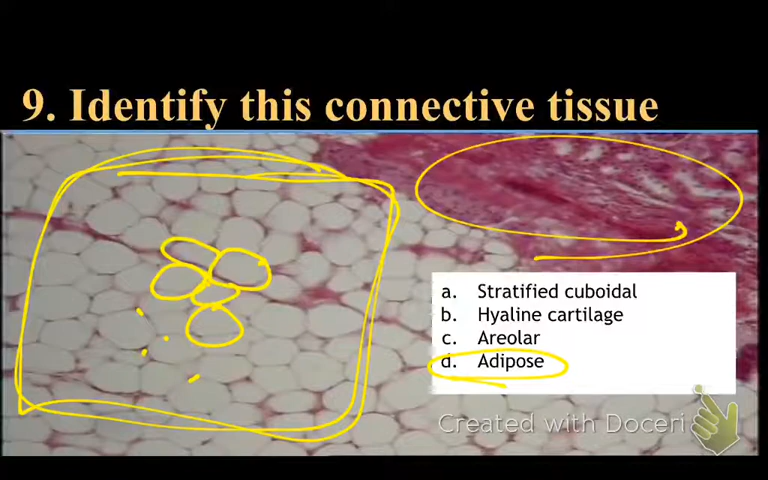 9. Identify this connective tissue
a. Stratified cuboidal
b. Hyaline cartilage
c. Areolar
d. Adipose
Created with Doceri